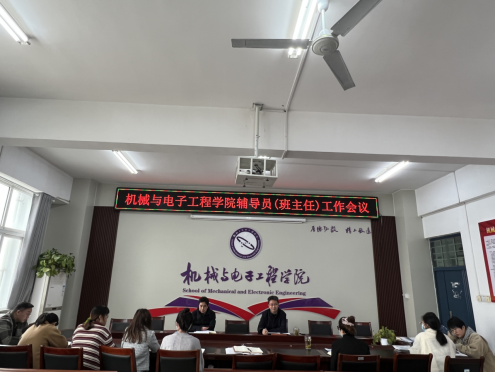 机械与电子工程学院辅导员(班主任)工作会议
机械与电子工程学院
School of Mechanical and Electronic Engineering